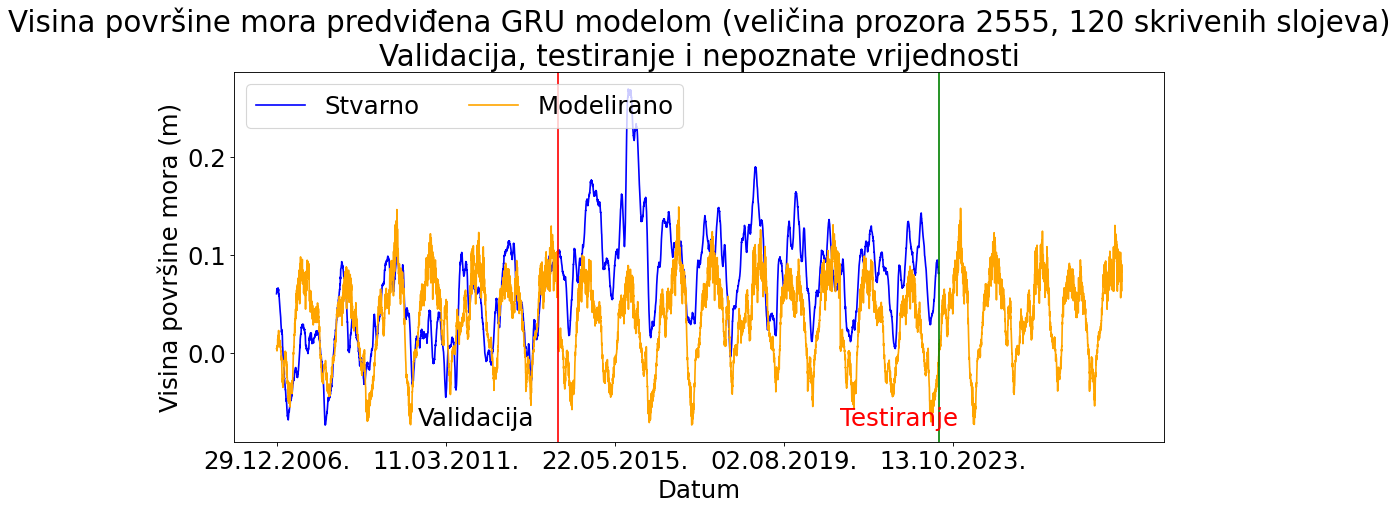 Visina površine mora predviđena GRU modelom (veličina prozora 2555, 120 skrivenih slojeva)
Validacija, testiranje i nepoznate vrijednosti
Stvarno
Modelirano
Visina površine mora (m)
0.2
0.1
0.0
Validacija
Testiranje
29.12.2006.
11.03.2011.
22.05.2015.
02.08.2019.
13.10.2023.
Datum